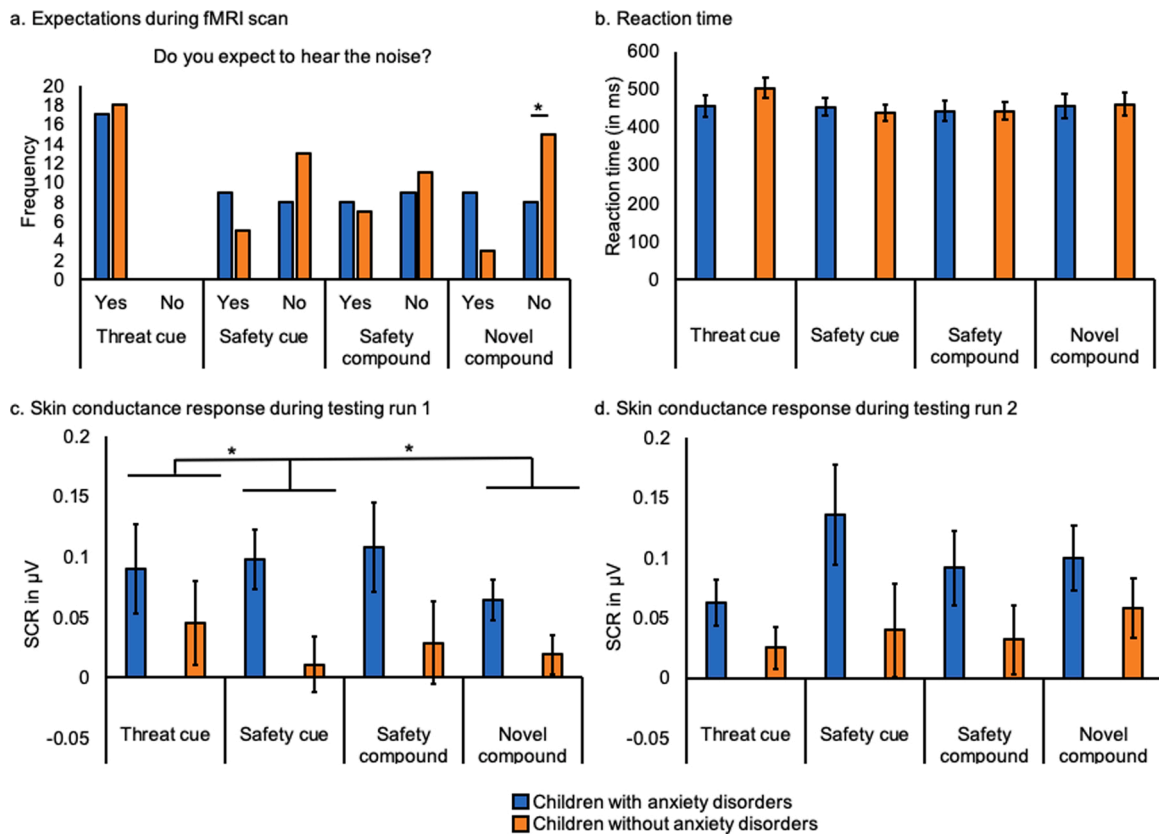 a. Expectations during fMRI scan
Do you expect to hear the noise?
Frequency
20
18
16
14
12
10
8
6
4
2
0
*
Yes No Yes No Yes No Yes No
Threat cue Safety cue Safety compound Novel compound
b. Reaction time
Reaction time (in ms)
600
500
400
300
200
100
0
Threat cue Safety cue Safety compound Novel compound
c. Skin conductance response during testing run 1
SCR in µV
0.2
0.15
0.1
0.05
0
-0.05
* *
Threat cue Safety cue Safety compound Novel compound
d. Skin conductance response during testing run 2
SCR in µV
0.2
0.15
0.1
0.05
0
-0.05
Threat cue Safety cue Safety compound Novel compound
Children with anxiety disorders
Children without anxiety disorders